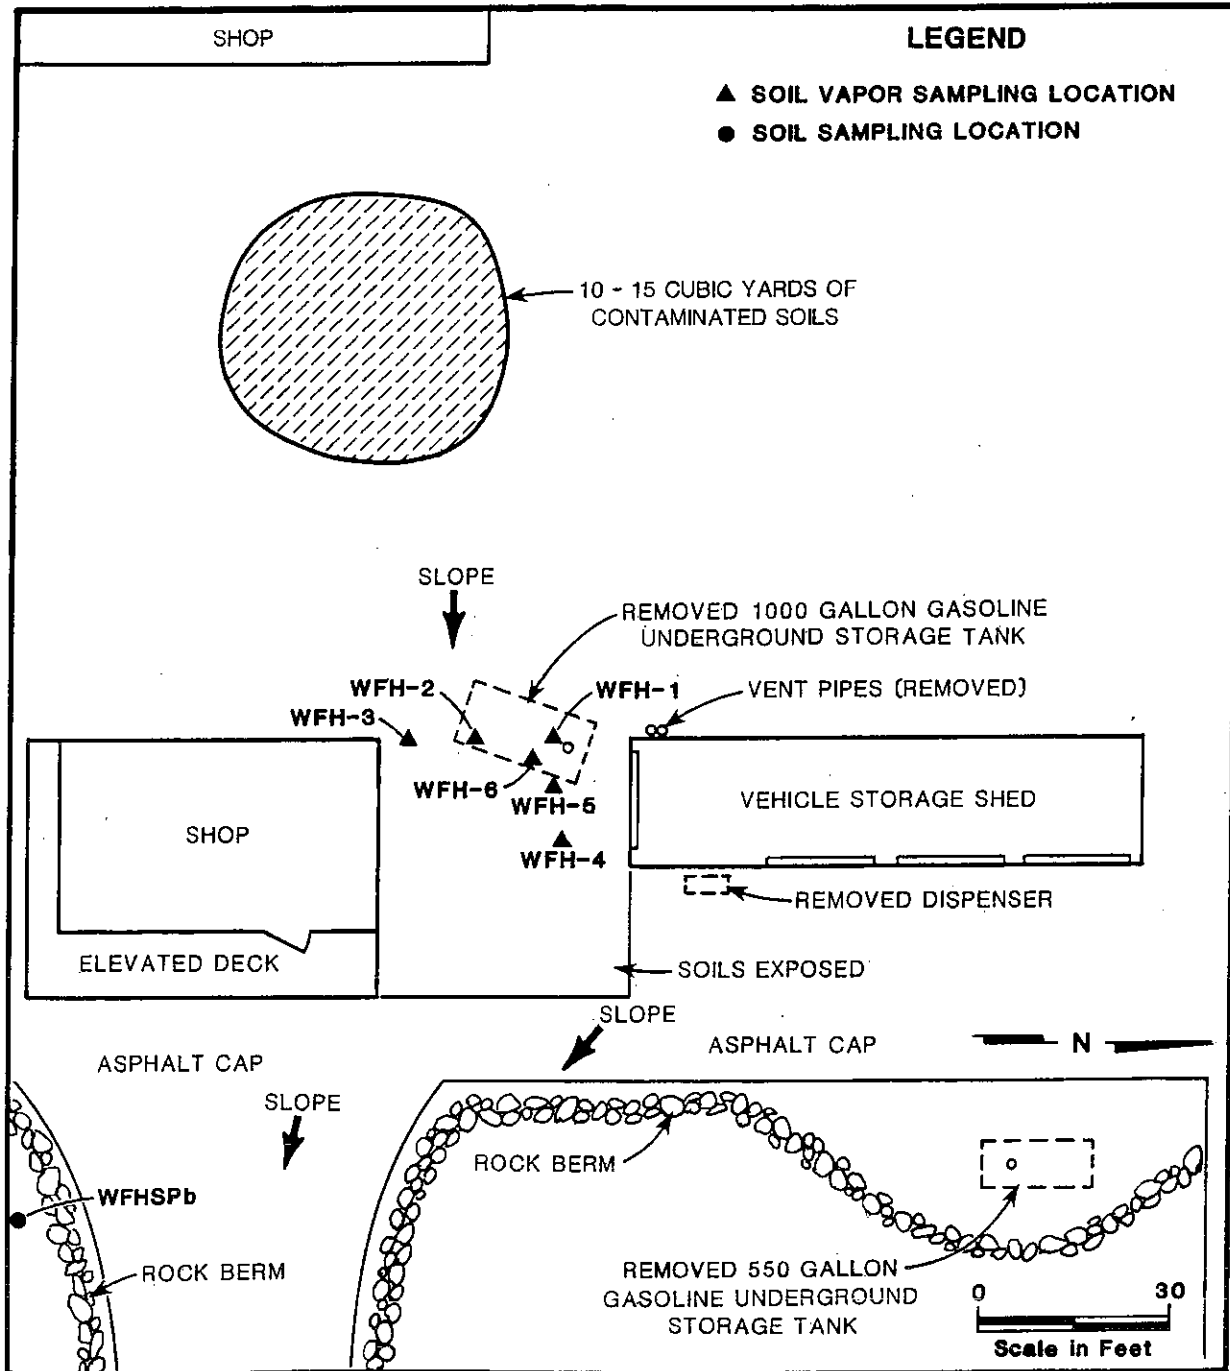 SHOP
LEGEND
SOIL VAPOR SAMPLING LOCATION
SOIL SAMPLING LOCATION
10 - 15 CUBIC YARDS OF
CONTAMINATED SOILS
SLOPE
REMOVED 1000 GALLON GASOLINE
UNDERGROUND STORAGE TANK
WFH-2
WFH-1
VENT PIPES (REMOVED)
WFH-3
WFH-6
WFH-5
VEHICLE STORAGE SHED
SHOP
WFH-4
REMOVED DISPENSER
ELEVATED DECK
SOILS EXPOSED
SLOPE
ASPHALT CAP
N
ASPHALT CAP
SLOPE
ROCK BERM
WFHSPb
ROCK BERM
REMOVED 550 GALLON
GASOLINE UNDERGROUND
STORAGE TANK
0 30
Scale in Feet